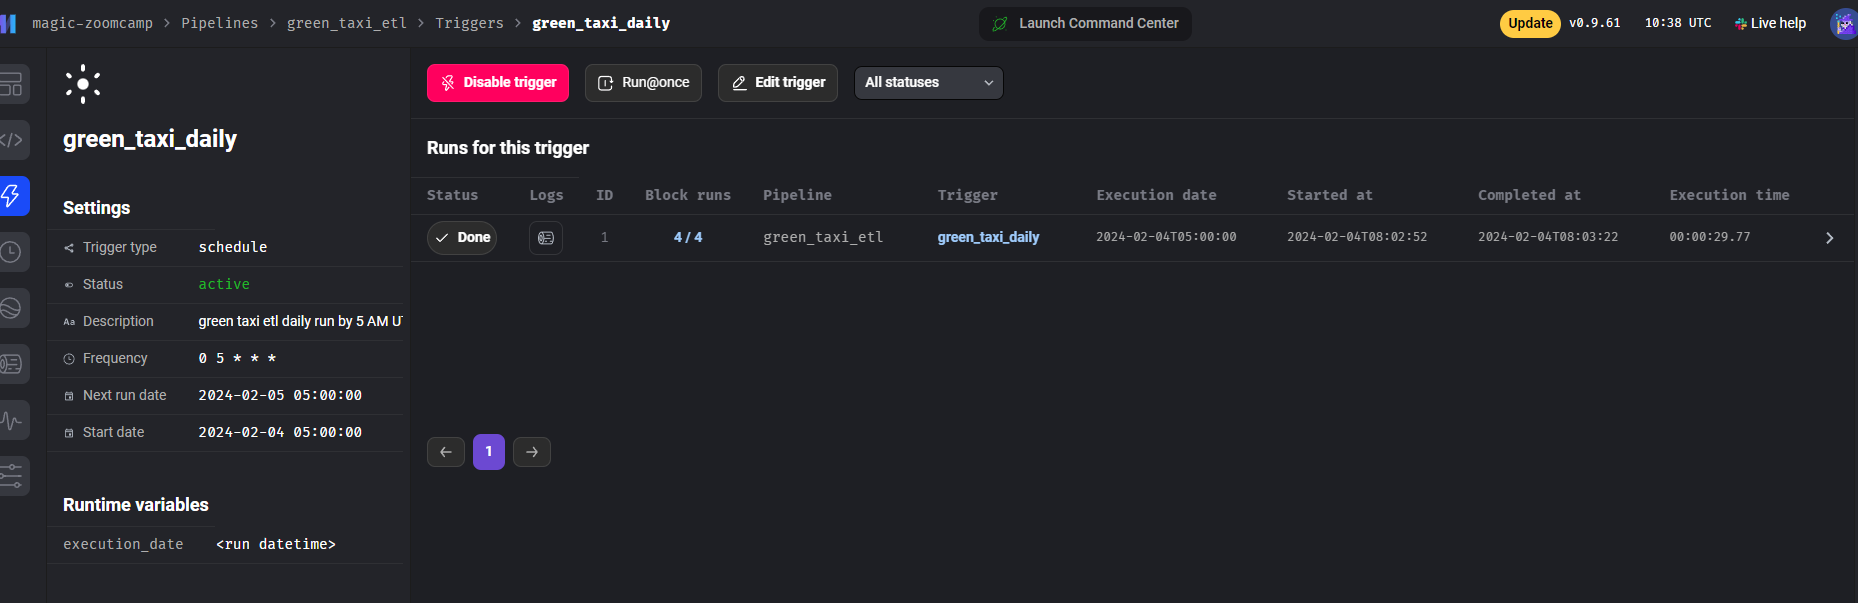 magic-zoomcamp > Pipelines > green_taxi_etl > Triggers > green_taxi_daily
Launch Command Center
Update v0.9.61 10:38 UTC Live help
Disable trigger Run@once Edit trigger All statuses
green_taxi_daily
Settings
Trigger type schedule
Status active
Description green taxi etl daily run by 5 AM
Frequency 0 5 * * *
Next run date 2024-02-05 05:00:00
Start date 2024-02-04 05:00:00
Runtime variables
execution_date <run datetime>
Runs for this trigger
Status Logs ID Block runs Pipeline Trigger Execution date Started at Completed at Execution time
Done 1 4 / 4 green_taxi_etl green_taxi_daily 2024-02-04T05:00:00 2024-02-04T08:02:52 2024-02-04T08:03:22 00:00:29.77
← 1 →